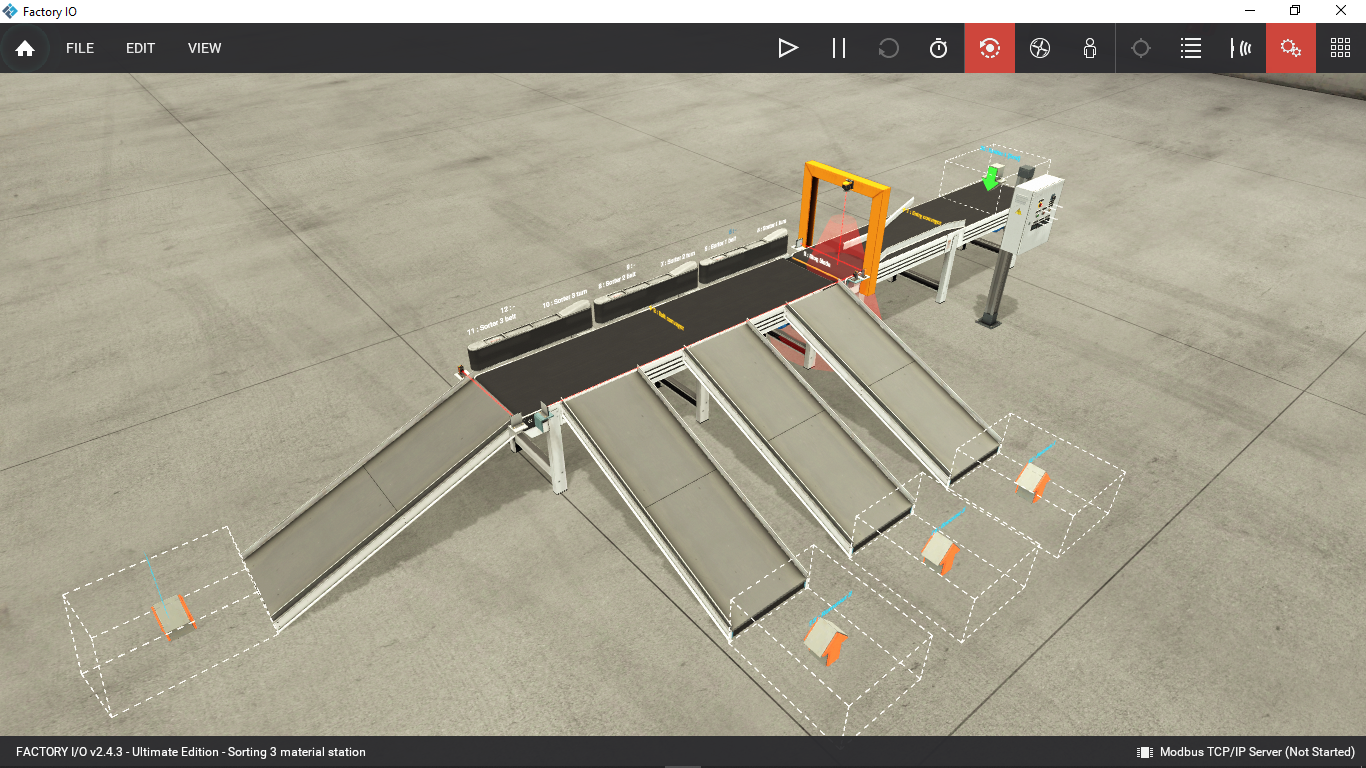 Factory IO
FILE EDIT VIEW
4 : Sorter 1 turn
6 : Sorter 1 belt
7 : Sorter 2 turn
9 : -
8 : Sorter 2 belt
10 : Sorter 3 turn
12 : -
11 : Sorter 3 belt
FACTORY I/O v2.4.3 - Ultimate Edition - Sorting 3 material station
Modbus TCP/IP Server (Not Started)